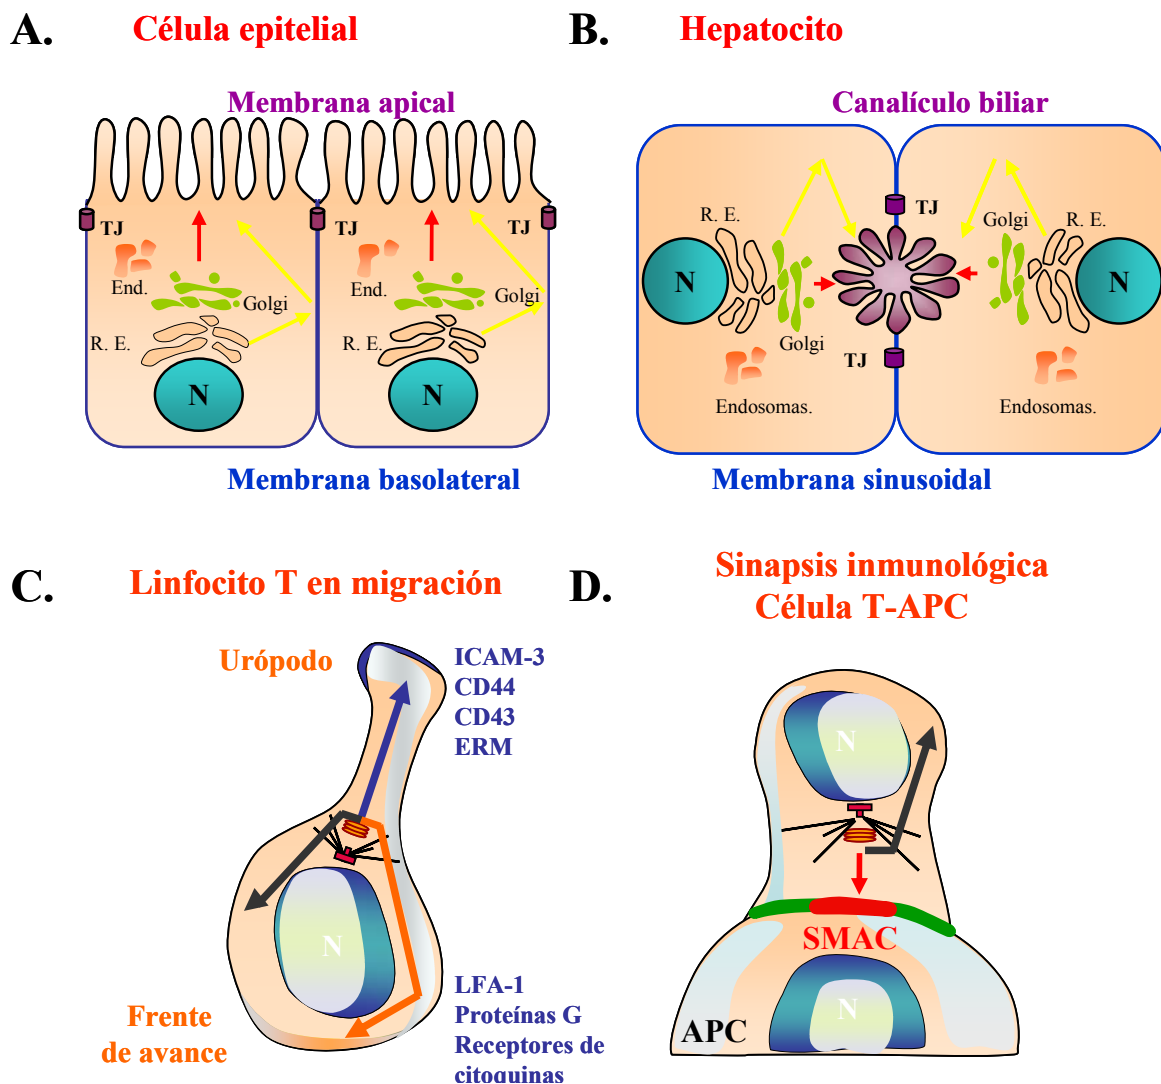 A.
Célula epitelial
Membrana apical
TJ
TJ
TJ
End.
Golgi
R. E.
N
End.
Golgi
R. E.
N
Membrana basolateral
B.
Hepatocito
Canalículo biliar
R. E.
TJ
Golgi
R. E.
N
N
Golgi
TJ
Endosomas.
Endosomas.
Membrana sinusoidal
C.
Linfocito T en migración
Urópodo
ICAM-3
CD44
CD43
ERM
N
Frente
de avance
LFA-1
Proteínas G
Receptores de
citoquinas
D.
Sinapsis inmunológica
Célula T-APC
N
SMAC
APC
N